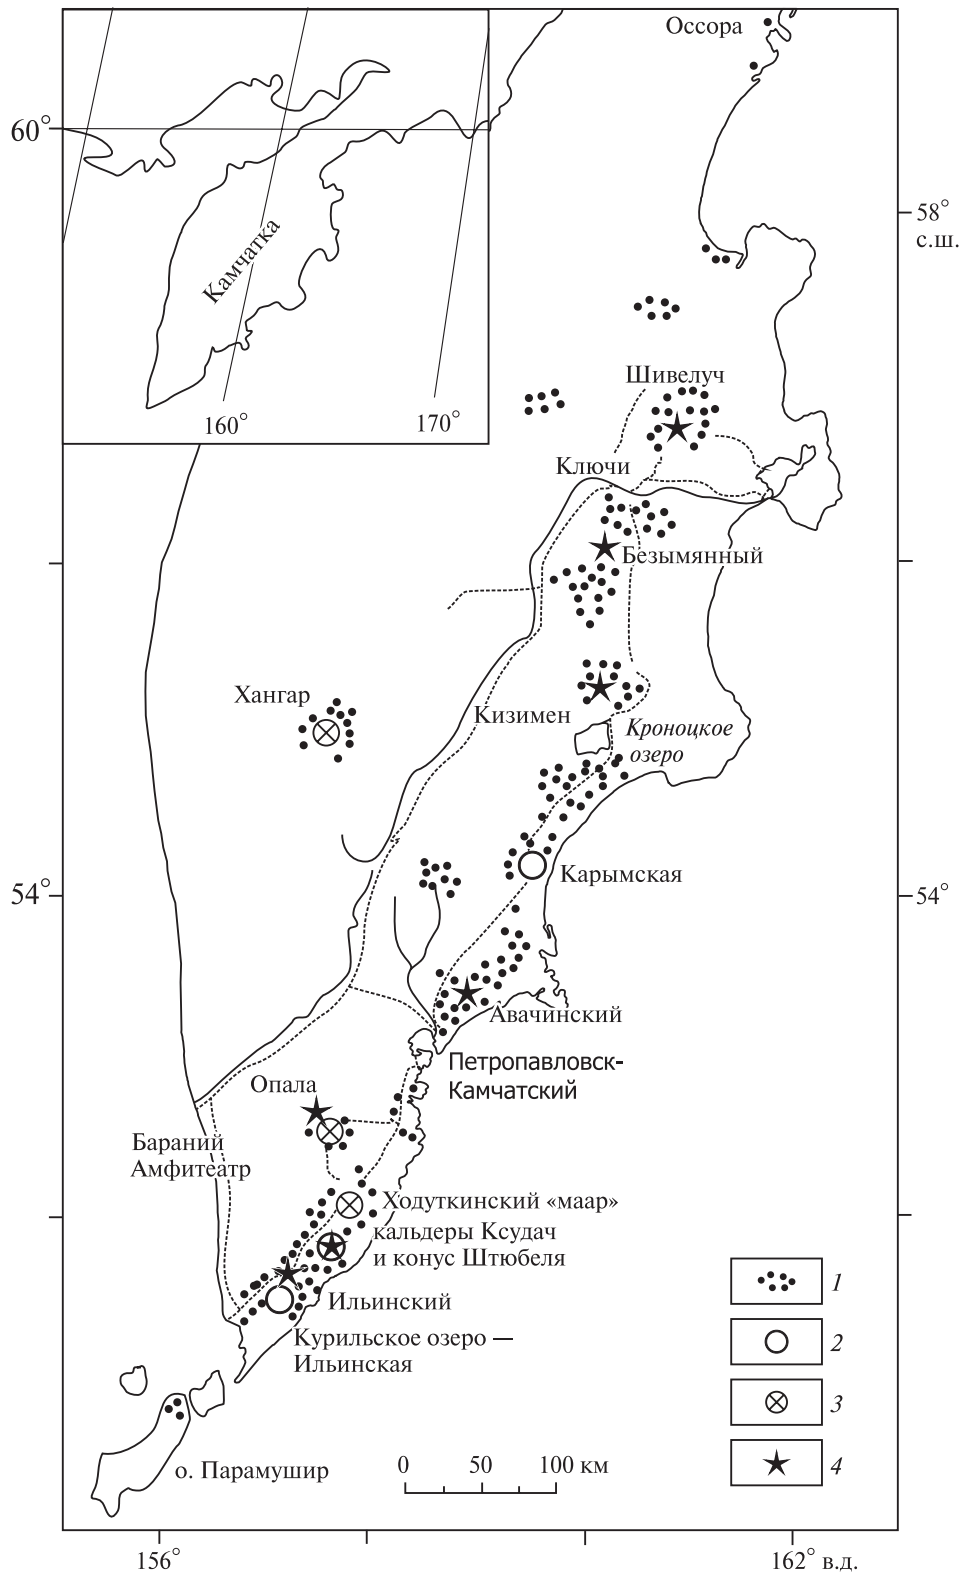 Оссора
60°
58°
с.ш.
Камчатка
160°
170°
Шивелуч
Ключи
Безымянный
Хангар
Кизимен
Кроноцкое
озеро
Карымская
54°
54°
Авачинский
Петропавловск-
Камчатский
Опала
Бараний
Амфитеатр
Ходуткинский «маар»
кальдеры Ксудач
и конус Штюбеля
Ильинский
Курильское озеро —
Ильинская
о. Парамушир
0 50 100 км
1
2
3
4
156°
162° в.д.